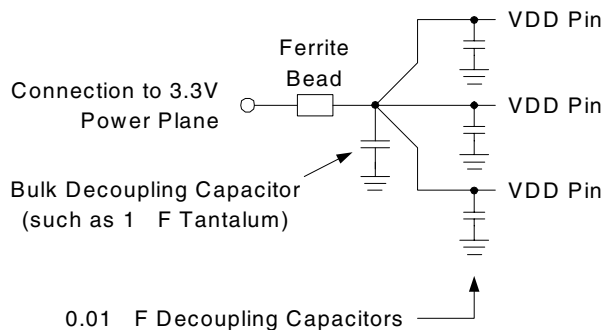 Ferrite
Bead
VDD Pin
Connection to 3.3V
Power Plane
VDD Pin
Bulk Decoupling Capacitor
(such as 1 F Tantalum)
VDD Pin
0.01 F Decoupling Capacitors